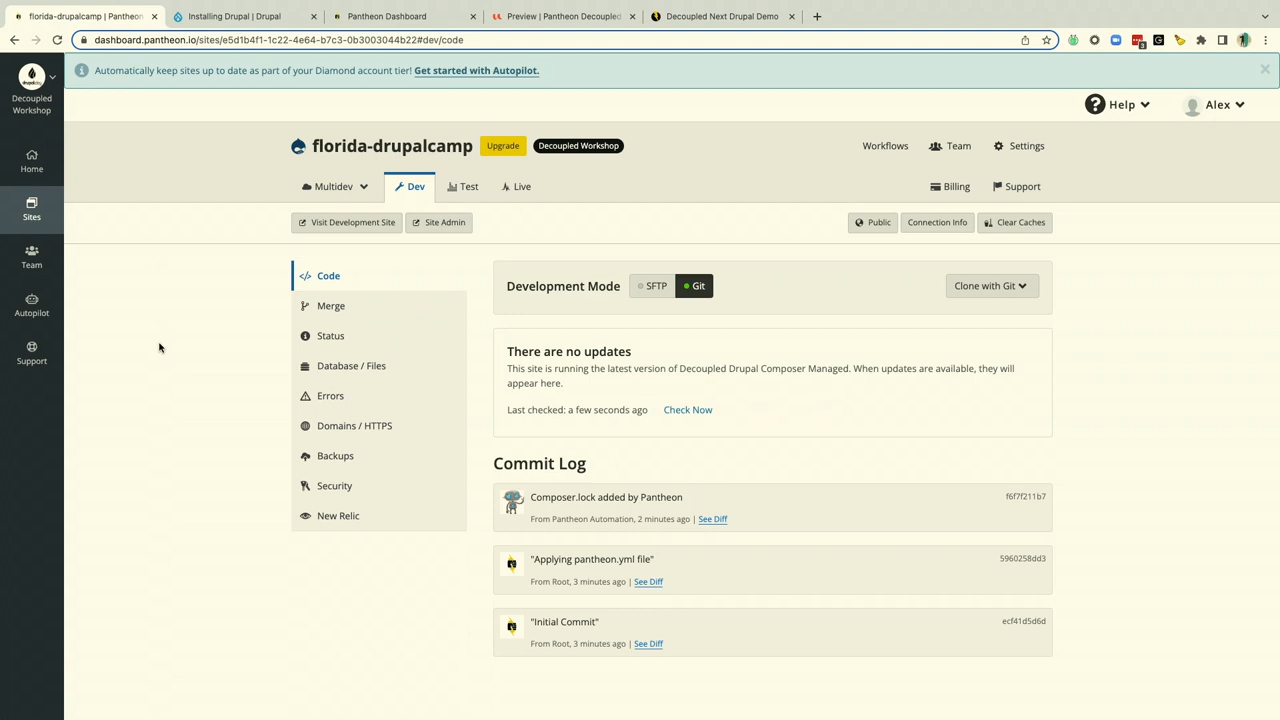 florida-drupalcamp | Pantheon
Installing Drupal | Drupal
Pantheon Dashboard
Preview | Pantheon Decoupled
Decoupled Next Drupal Demo
dashboard.pantheon.io/sites/e5d1b4f1-1c22-4e64-b7c3-0b3003044b22#dev/code
3
Automatically keep sites up to date as part of your Diamond account tier! Get started with Autopilot.
Decoupled
Workshop
Help
Alex
florida-drupalcamp
Upgrade
Decoupled Workshop
Workflows
Team
Settings
Home
Sites
Team
Autopilot
Support
Multidev
Dev
Test
Live
Billing
Support
Visit Development Site
Site Admin
Public
Connection Info
Clear Caches
Code
Merge
Status
Database / Files
Errors
Domains / HTTPS
Backups
Security
New Relic
Development Mode
SFTP
Git
Clone with Git
There are no updates
This site is running the latest version of Decoupled Drupal Composer Managed. When updates are available, they will
appear here.
Last checked: a few seconds ago
Check Now
Commit Log
Composer.lock added by Pantheon
f6f7f211b7
From Pantheon Automation, 2 minutes ago | See Diff
"Applying pantheon.yml file"
5960258dd3
From Root, 3 minutes ago | See Diff
"Initial Commit"
ecf41d5d6d
From Root, 3 minutes ago | See Diff